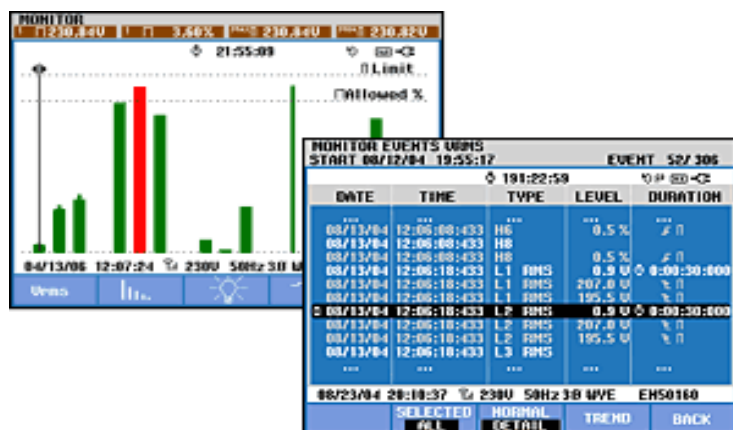 MONITOR
230,84V 3,60% 230,84V 230,82V
21:55:09
Limit
Allowed %
04/13/06 12:07:24 230V 50Hz 3Ø W
Vrms
MONITOR EVENTS VRMS
START 08/12/04 19:55:17 EVENT 52/ 306
191:22:59
DATE TIME TYPE LEVEL DURATION
... ... ... ... ...
08/13/04 12:06:08:433 H6 0.5 %
08/13/04 12:06:08:433 H8
08/13/04 12:06:08:433 H8 0.5 %
08/13/04 12:06:18:433 L1 RMS 0.9 V 0:00:30:000
08/13/04 12:06:18:433 L1 RMS 207.0 V
08/13/04 12:06:18:433 L1 RMS 195.5 V
08/13/04 12:06:18:433 L2 RMS 0.9 V 0:00:30:000
08/13/04 12:06:18:433 L2 RMS 207.0 V
08/13/04 12:06:18:433 L2 RMS 195.5 V
08/13/04 12:06:18:433 L3 RMS
... ... ... ... ...
08/23/04 20:10:37 230V 50Hz 3Ø WYE EN50160
SELECTED NORMAL TREND BACK
ALL DETAIL